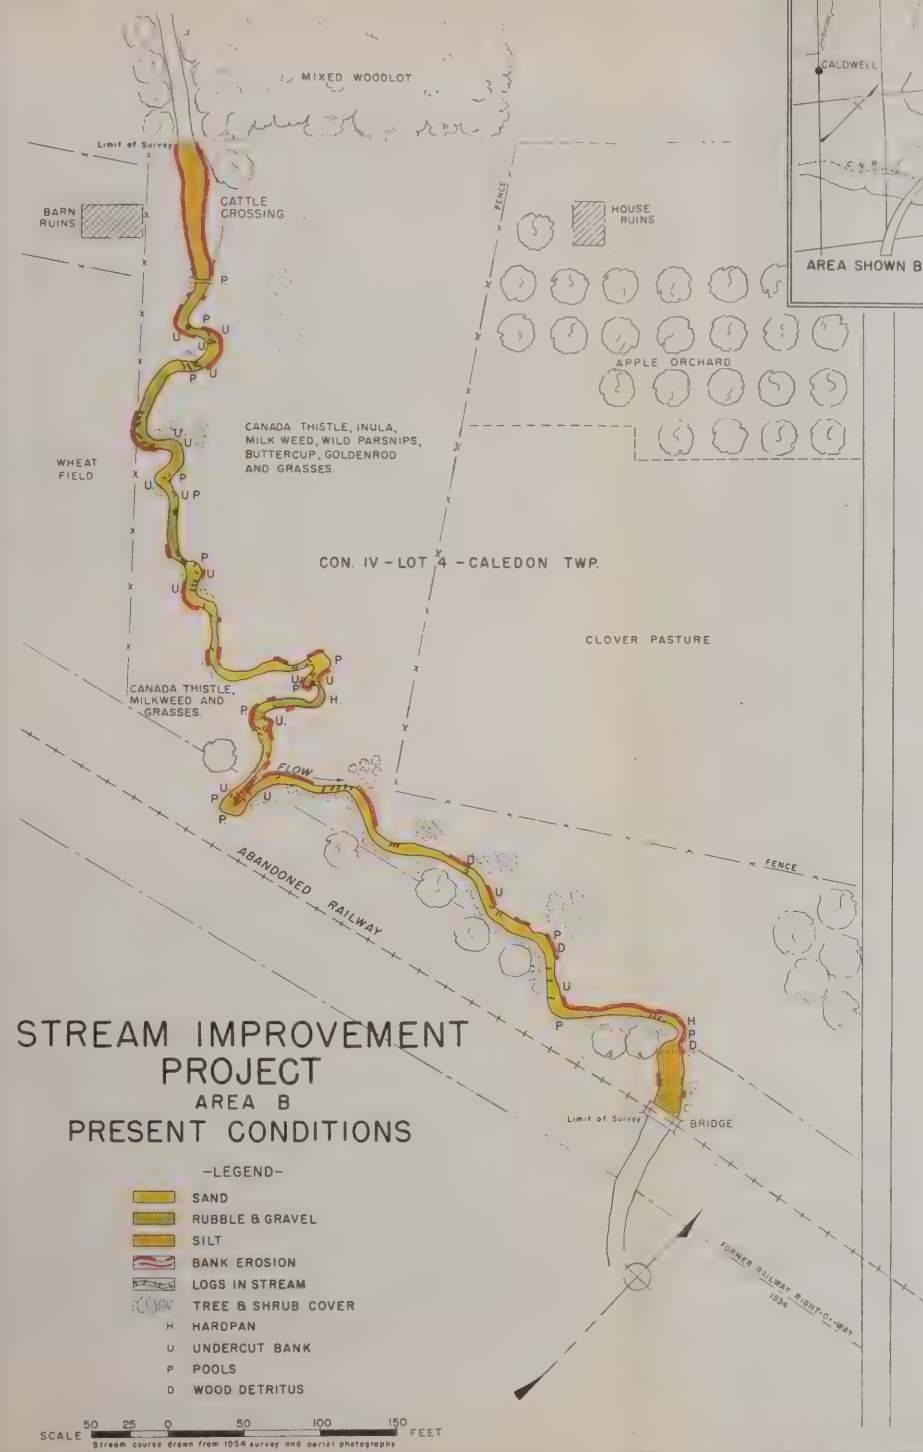 MIXED WOODLOT
CALDWELL
C.N.R.
AREA SHOWN B
Limit of Survey
BARN
RUINS
CATTLE
CROSSING
FENCE
HOUSE
RUINS
P.
P
U
U
U
U
P
APPLE ORCHARD
CANADA THISTLE, INULA,
MILK WEED, WILD PARSNIPS,
BUTTERCUP, GOLDENROD
AND GRASSES.
WHEAT
FIELD
U.
U.
U.
P
U P
P
U
U.
CON. IV - LOT 4 - CALEDON TWP.
CLOVER PASTURE
P
U
U
P
H.
CANADA THISTLE,
MILKWEED AND
GRASSES.
P.
U.
FLOW
U
P
U
P.
ABANDONED
RAILWAY
D
U
FENCE
P
D
U
P
H
P
D
C
Limit of Survey
BRIDGE
STREAM IMPROVEMENT
PROJECT
AREA B
PRESENT CONDITIONS
-LEGEND-
SAND
RUBBLE & GRAVEL
SILT
BANK EROSION
LOGS IN STREAM
TREE & SHRUB COVER
H HARDPAN
U UNDERCUT BANK
P POOLS
D WOOD DETRITUS
FORMER RAILWAY RIGHT-OF-WAY
1934
50 25 0 50 100 150
SCALE FEET
Stream course drawn from 1954 survey and aerial photographs